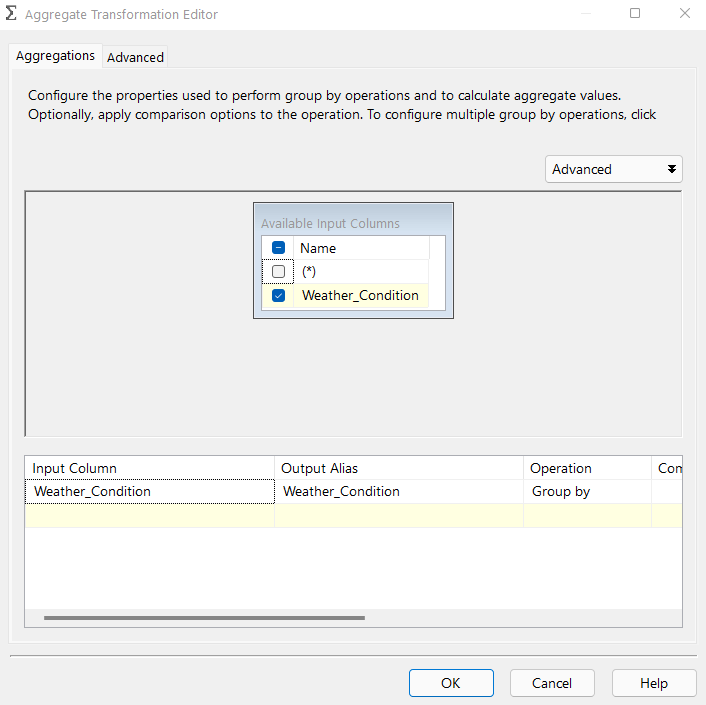 Aggregate Transformation Editor
Aggregations Advanced
Configure the properties used to perform group by operations and to calculate aggregate values.
Optionally, apply comparison options to the operation. To configure multiple group by operations, click
Advanced
Available Input Columns
Name
(*)
Weather_Condition
Input Column Output Alias Operation Com
Weather_Condition Weather_Condition Group by
OK Cancel Help